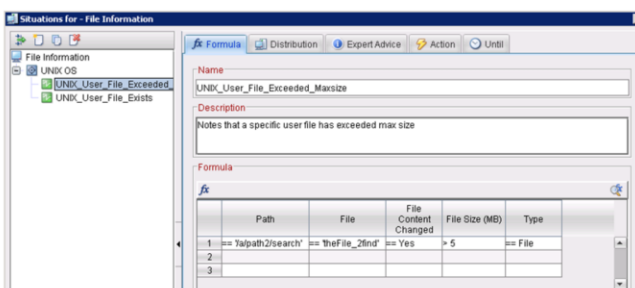 Situations for - File Information
File Information
UNIX OS
UNIX_User_File_Exceeded_
UNIX_User_File_Exists
fx Formula Distribution Expert Advice Action Until
Name
UNIX_User_File_Exceeded_Maxsize
Description
Notes that a specific user file has exceeded max size
Formula
fx
Path File File Content Changed File Size (MB) Type
1 == '/a/path2/search' == 'theFile_2find' == Yes > 5 == File
2
3